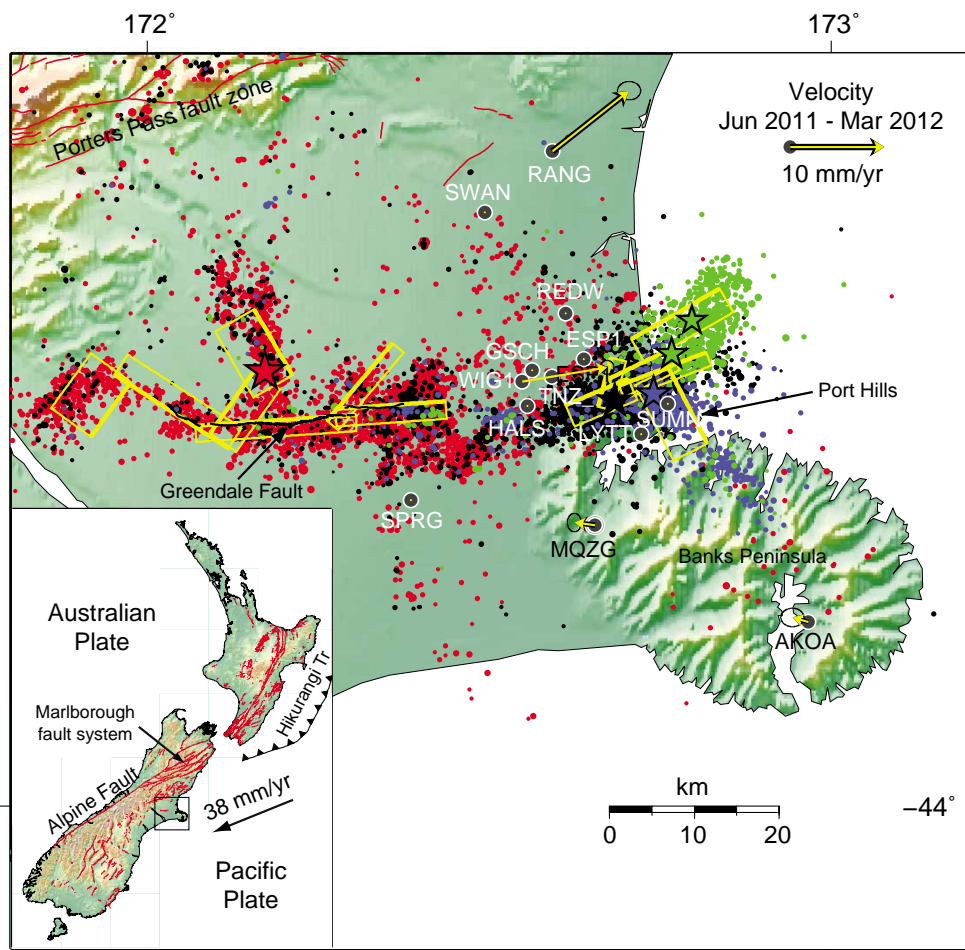 172°
173°
Porters Pass fault zone
Velocity
Jun 2011 - Mar 2012
10 mm/yr
RANG
SWAN
REDW
ESP1
GSCH
WIG1
TNZ
HALS
LYTT
SUMN
Port Hills
Greendale Fault
SPRG
MQZG
Banks Peninsula
AKOA
Australian
Plate
Hikurangi Tr
Marlborough
fault system
Alpine Fault
38 mm/yr
Pacific
Plate
km
0 10 20
−44°